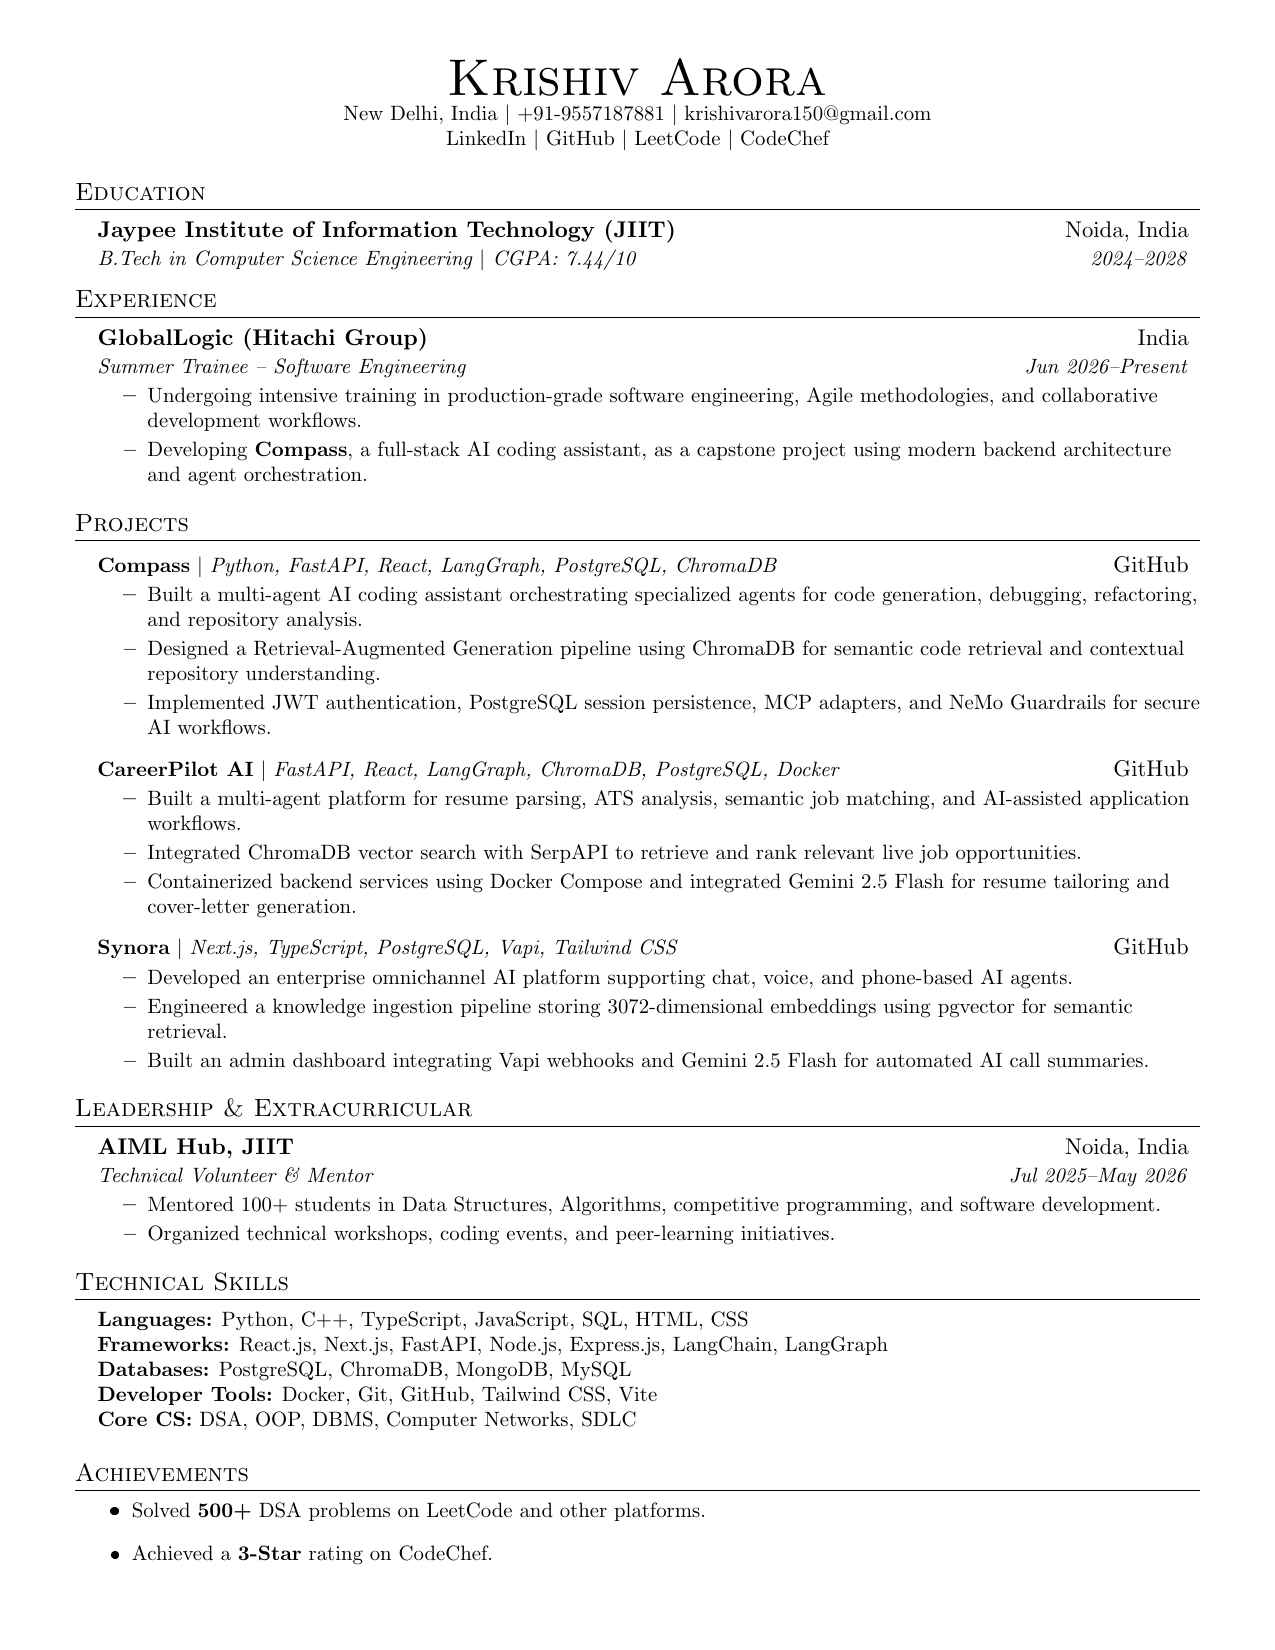 Krishiv Arora
New Delhi, India | +91-9557187881 | krishivarora150@gmail.com
LinkedIn | GitHub | LeetCode | CodeChef
Education
Jaypee Institute of Information Technology (JIIT) Noida, India
B.Tech in Computer Science Engineering | CGPA: 7.44/10 2024–2028
Experience
GlobalLogic (Hitachi Group) India
Summer Trainee – Software Engineering Jun 2026–Present
– Undergoing intensive training in production-grade software engineering, Agile methodologies, and collaborative
development workflows.
– Developing Compass, a full-stack AI coding assistant, as a capstone project using modern backend architecture
and agent orchestration.
Projects
Compass | Python, FastAPI, React, LangGraph, PostgreSQL, ChromaDB GitHub
– Built a multi-agent AI coding assistant orchestrating specialized agents for code generation, debugging, refactoring,
and repository analysis.
– Designed a Retrieval-Augmented Generation pipeline using ChromaDB for semantic code retrieval and contextual
repository understanding.
– Implemented JWT authentication, PostgreSQL session persistence, MCP adapters, and NeMo Guardrails for secure
AI workflows.
CareerPilot AI | FastAPI, React, LangGraph, ChromaDB, PostgreSQL, Docker GitHub
– Built a multi-agent platform for resume parsing, ATS analysis, semantic job matching, and AI-assisted application
workflows.
– Integrated ChromaDB vector search with SerpAPI to retrieve and rank relevant live job opportunities.
– Containerized backend services using Docker Compose and integrated Gemini 2.5 Flash for resume tailoring and
cover-letter generation.
Synora | Next.js, TypeScript, PostgreSQL, Vapi, Tailwind CSS GitHub
– Developed an enterprise omnichannel AI platform supporting chat, voice, and phone-based AI agents.
– Engineered a knowledge ingestion pipeline storing 3072-dimensional embeddings using pgvector for semantic
retrieval.
– Built an admin dashboard integrating Vapi webhooks and Gemini 2.5 Flash for automated AI call summaries.
Leadership & Extracurricular
AIML Hub, JIIT Noida, India
Technical Volunteer & Mentor Jul 2025–May 2026
– Mentored 100+ students in Data Structures, Algorithms, competitive programming, and software development.
– Organized technical workshops, coding events, and peer-learning initiatives.
Technical Skills
Languages: Python, C++, TypeScript, JavaScript, SQL, HTML, CSS
Frameworks: React.js, Next.js, FastAPI, Node.js, Express.js, LangChain, LangGraph
Databases: PostgreSQL, ChromaDB, MongoDB, MySQL
Developer Tools: Docker, Git, GitHub, Tailwind CSS, Vite
Core CS: DSA, OOP, DBMS, Computer Networks, SDLC
Achievements
• Solved 500+ DSA problems on LeetCode and other platforms.
• Achieved a 3-Star rating on CodeChef.